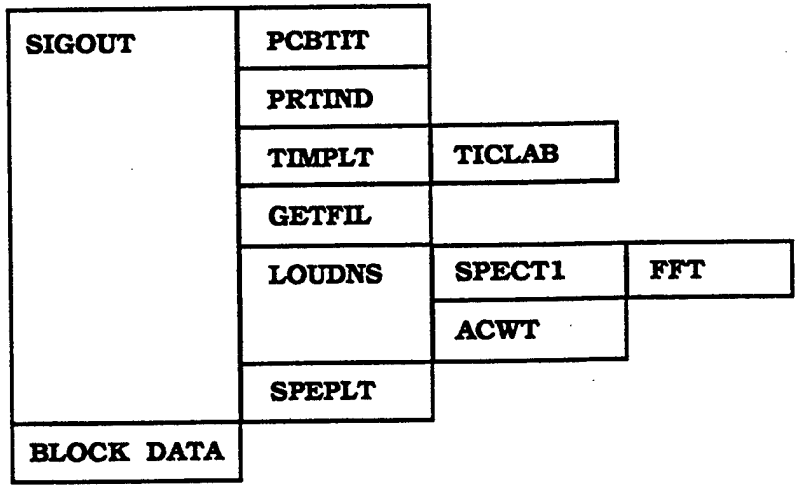 SIGOUT PCBTIT
PRTIND
TIMPLT TICLAB
GETFIL
LOUDNS SPECT1 FFT
ACWT
SPEPLT
BLOCK DATA